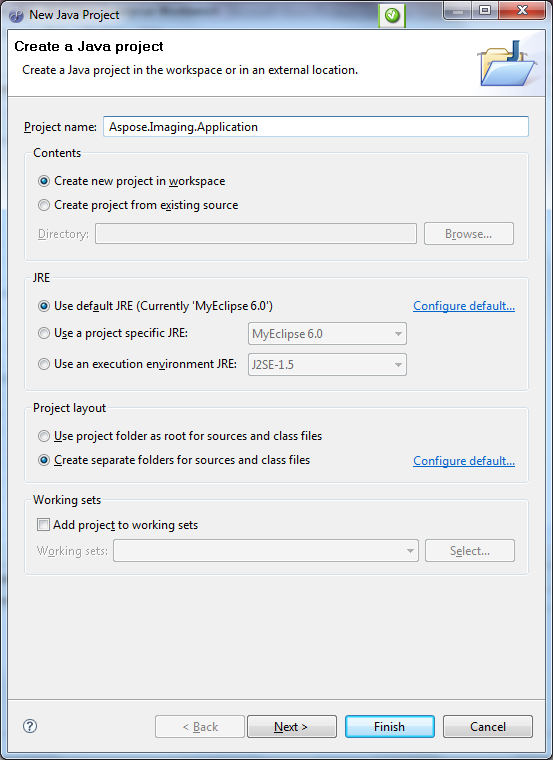 New Java Project
Create a Java project
Create a Java project in the workspace or in an external location.
Project name: Aspose.Imaging.Application
Contents
Create new project in workspace
Create project from existing source
Directory: Browse...
JRE
Use default JRE (Currently 'MyEclipse 6.0') Configure default...
Use a project specific JRE: MyEclipse 6.0
Use an execution environment JRE: J2SE-1.5
Project layout
Use project folder as root for sources and class files
Create separate folders for sources and class files Configure default...
Working sets
Add project to working sets
Working sets: Select...
? < Back Next > Finish Cancel